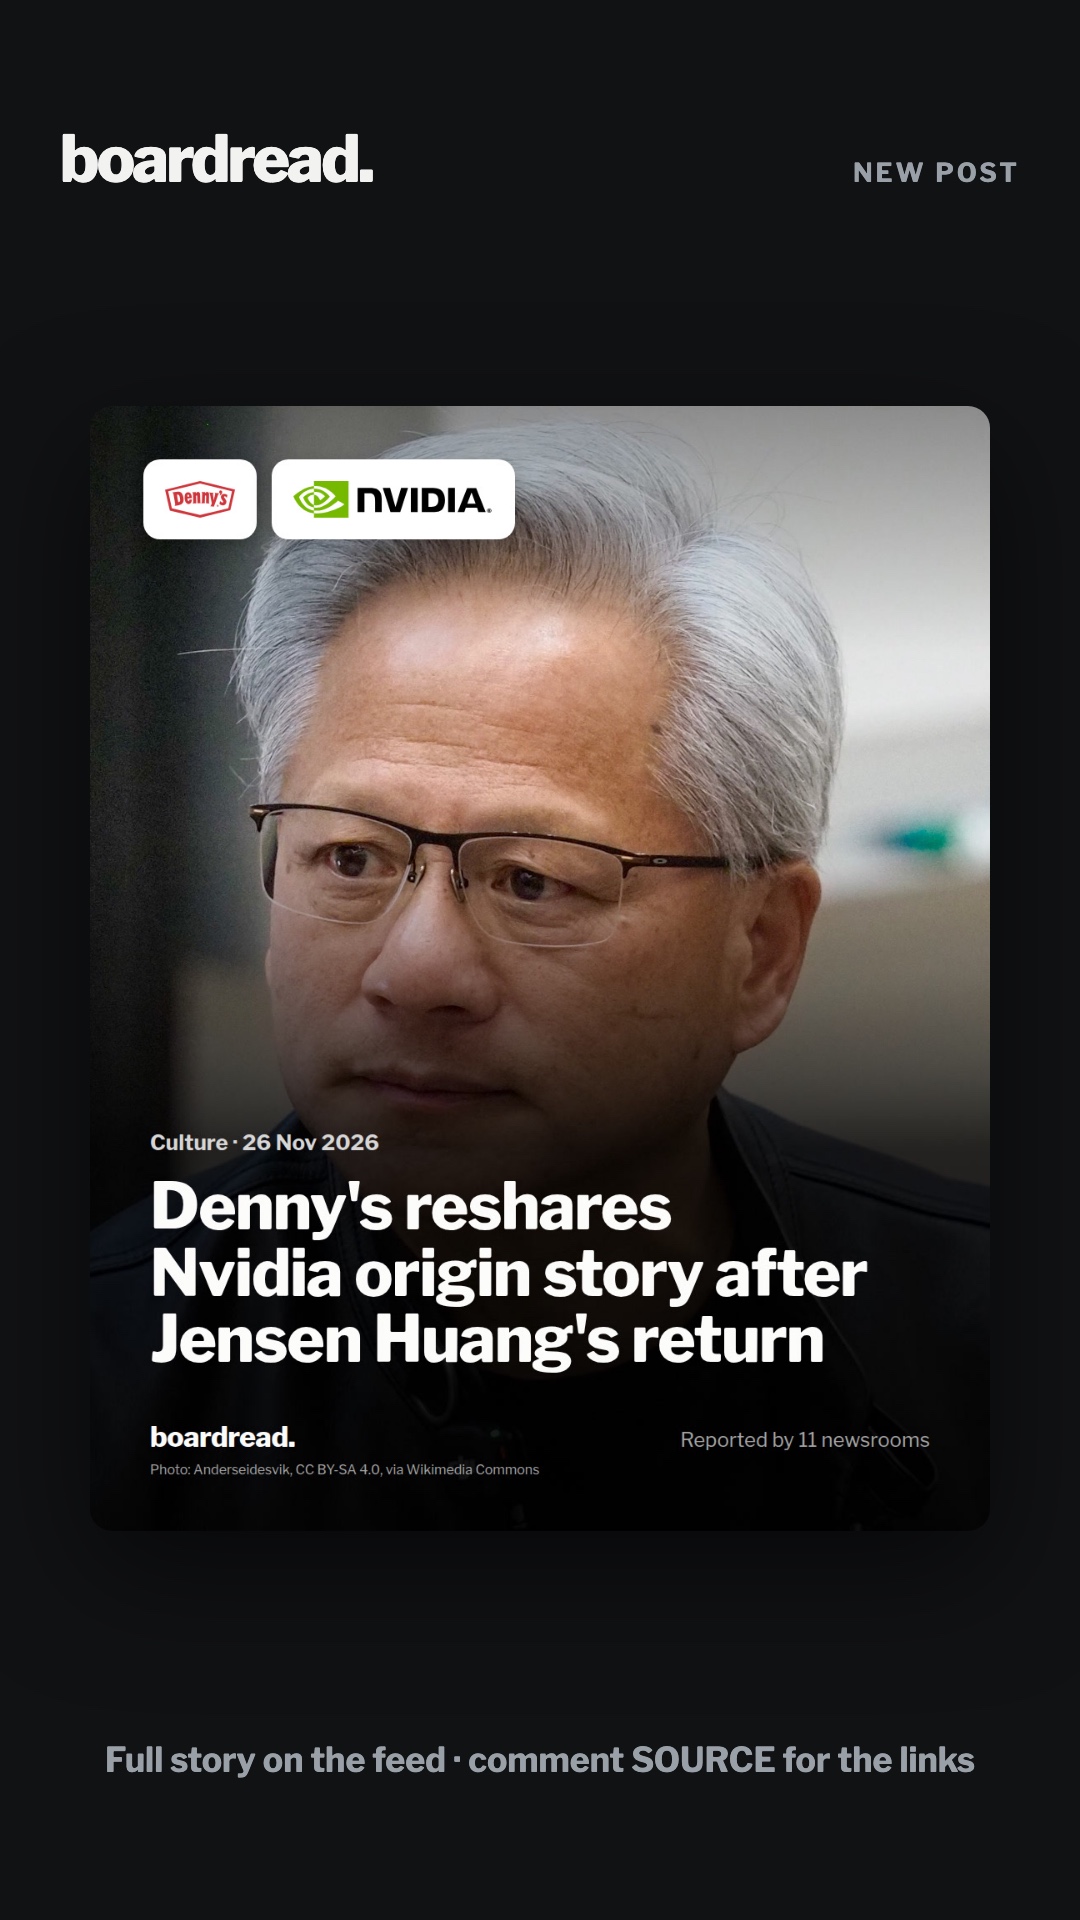 boardread.
NEW POST
Denny's
NVIDIA
Culture · 26 Nov 2026
Denny's reshares
Nvidia origin story after
Jensen Huang's return
boardread.
Reported by 11 newsrooms
Photo: Anderseidesvik, CC BY-SA 4.0, via Wikimedia Commons
Full story on the feed · comment SOURCE for the links